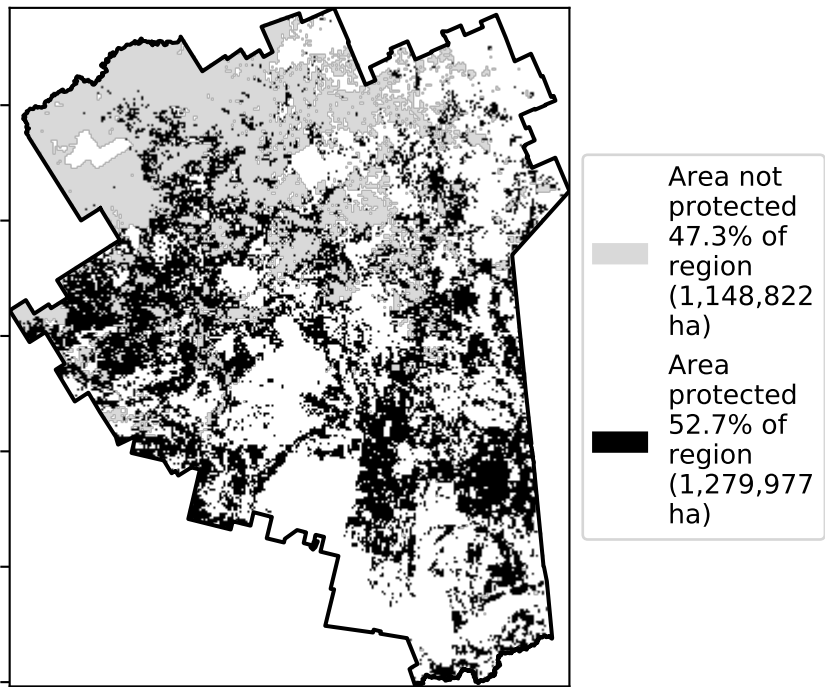 Area not
protected
47.3% of
region
(1,148,822
ha)
Area
protected
52.7% of
region
(1,279,977
ha)